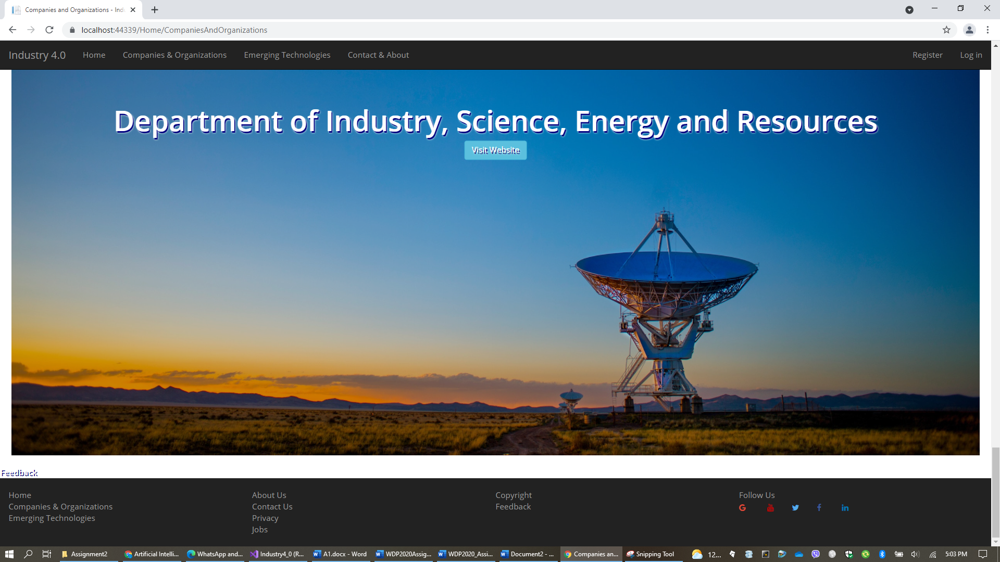 Companies and Organizations - Ind
localhost:44339/Home/CompaniesAndOrganizations
Industry 4.0 Home Companies & Organizations Emerging Technologies Contact & About Register Log in
Department of Industry, Science, Energy and Resources
Visit Website
Feedback
Home About Us Copyright Follow Us
Companies & Organizations Contact Us Feedback
Emerging Technologies Privacy
Jobs
Assignment2 Artificial Intelli... WhatsApp and... Industry4_0 (R... A1.docx - Word WDP2020Assig... WDP2020_Assi... Document2 - ... Companies an... Snipping Tool 12... 5:03 PM